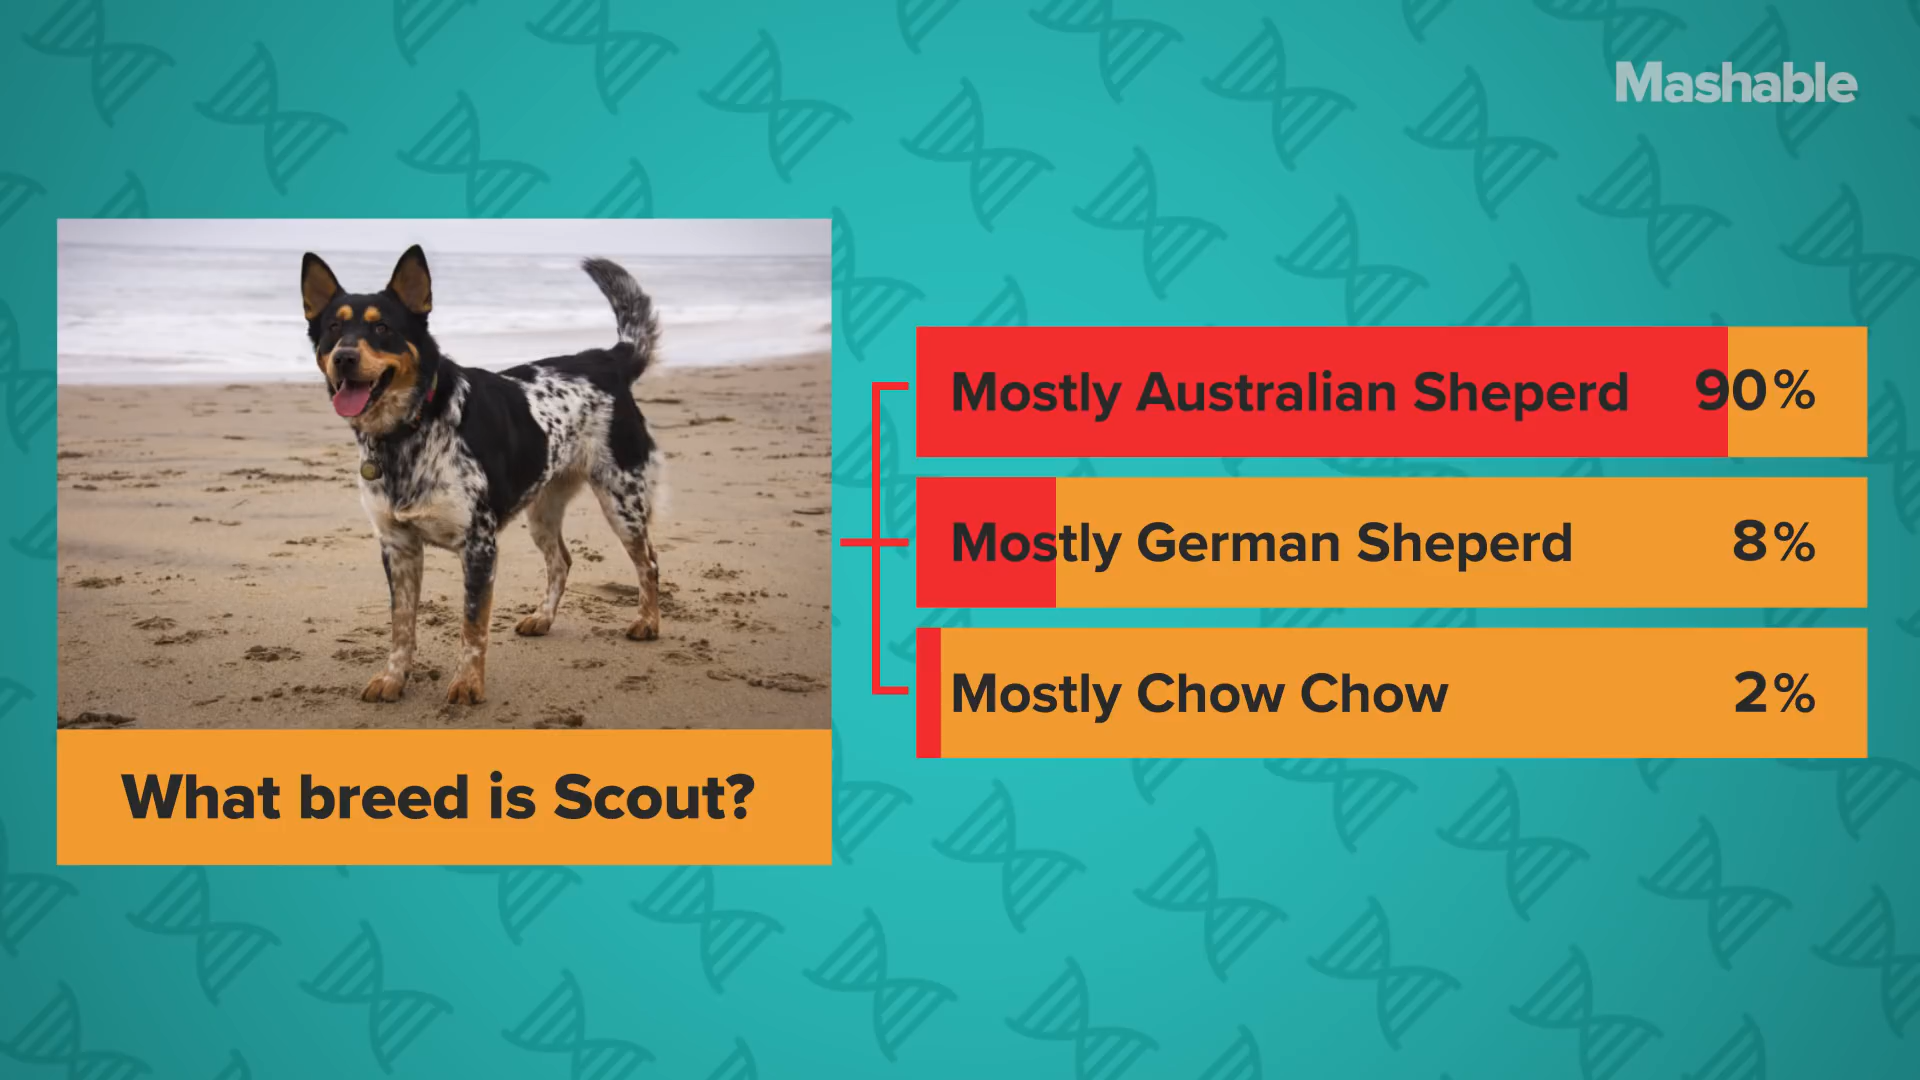 Mashable
Mostly Australian Sheperd 90%
Mostly German Sheperd 8%
Mostly Chow Chow 2%
What breed is Scout?